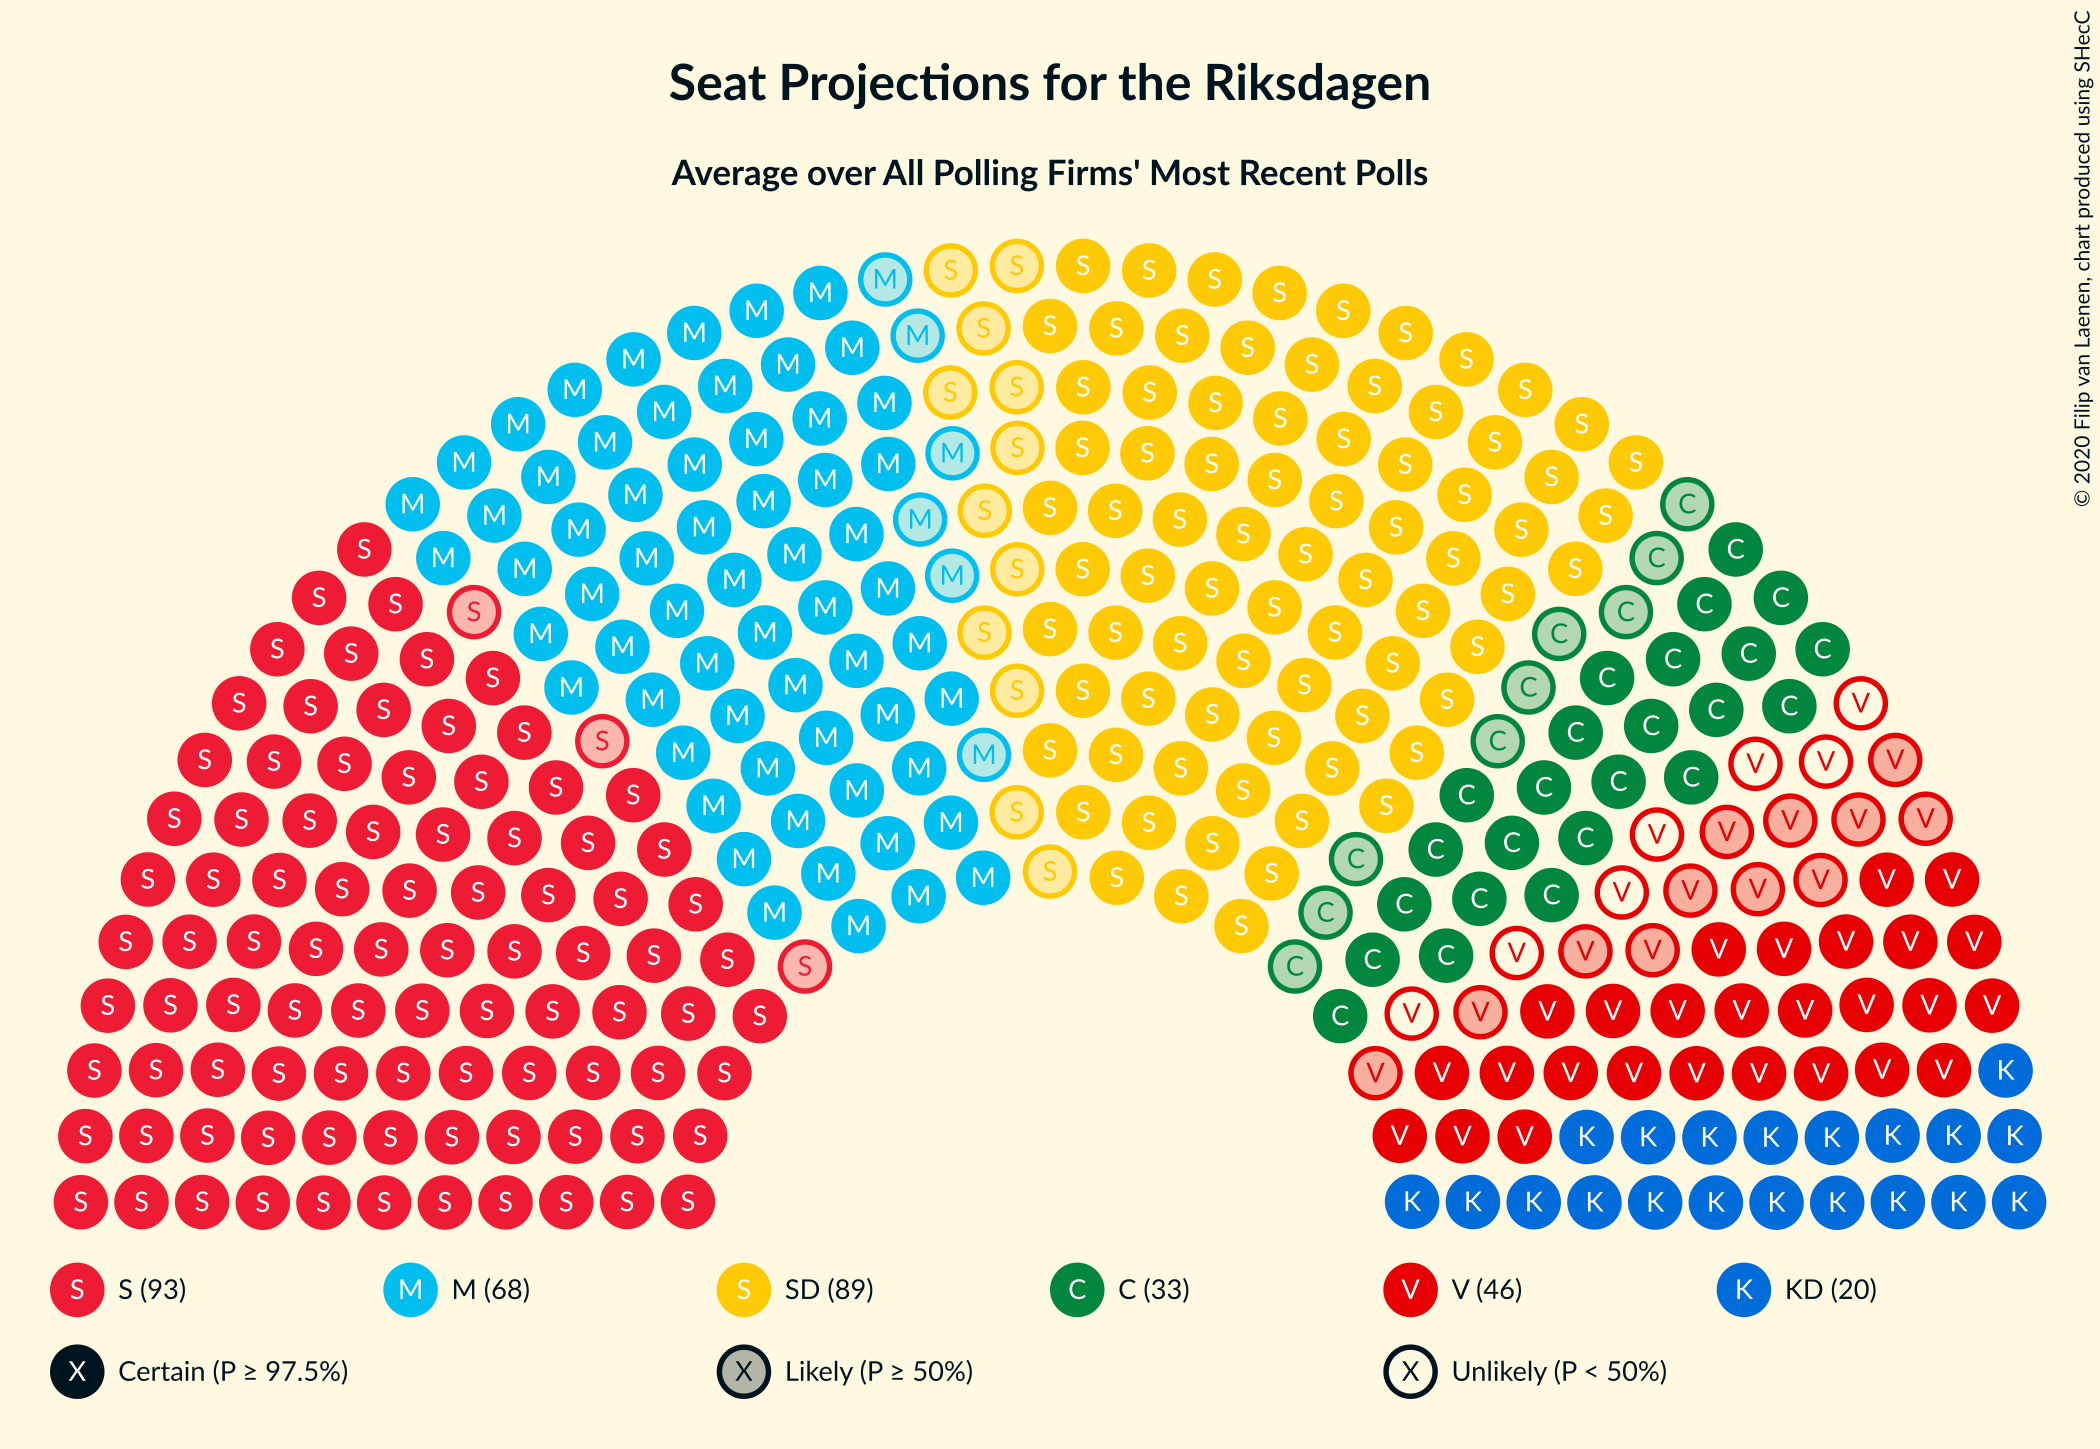 Seat Projections for the Riksdagen
Average over All Polling Firms' Most Recent Polls
© 2020 Filip van Laenen, chart produced using SHecC
S S (93)
M M (68)
S SD (89)
C C (33)
V V (46)
K KD (20)
X Certain (P ≥ 97.5%)
X Likely (P ≥ 50%)
X Unlikely (P < 50%)